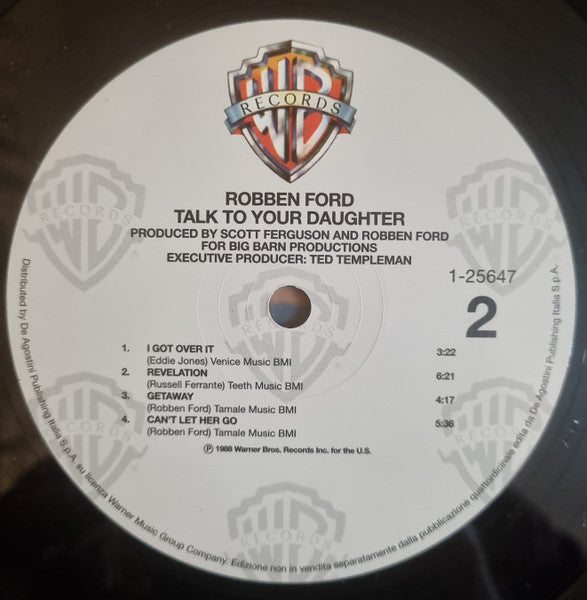 WB
RECORDS
ROBBEN FORD
TALK TO YOUR DAUGHTER
PRODUCED BY SCOTT FERGUSON AND ROBBEN FORD
FOR BIG BARN PRODUCTIONS
EXECUTIVE PRODUCER: TED TEMPLEMAN
1-25647
2
1. I GOT OVER IT 3:22
(Eddie Jones) Venice Music BMI
2. REVELATION 6:21
(Russell Ferrante) Teeth Music BMI
3. GETAWAY 4:17
(Robben Ford) Tamale Music BMI
4. CAN'T LET HER GO 5:36
(Robben Ford) Tamale Music BMI
℗ 1988 Warner Bros. Records Inc. for the U.S.
Distributed by De Agostini Publishing Italia S.p.A. su licenza Warner Music Group Company. Edizione non in vendita separatamente dalla pubblicazione quattordicinale edita da De Agostini Publishing Italia S.p.A.